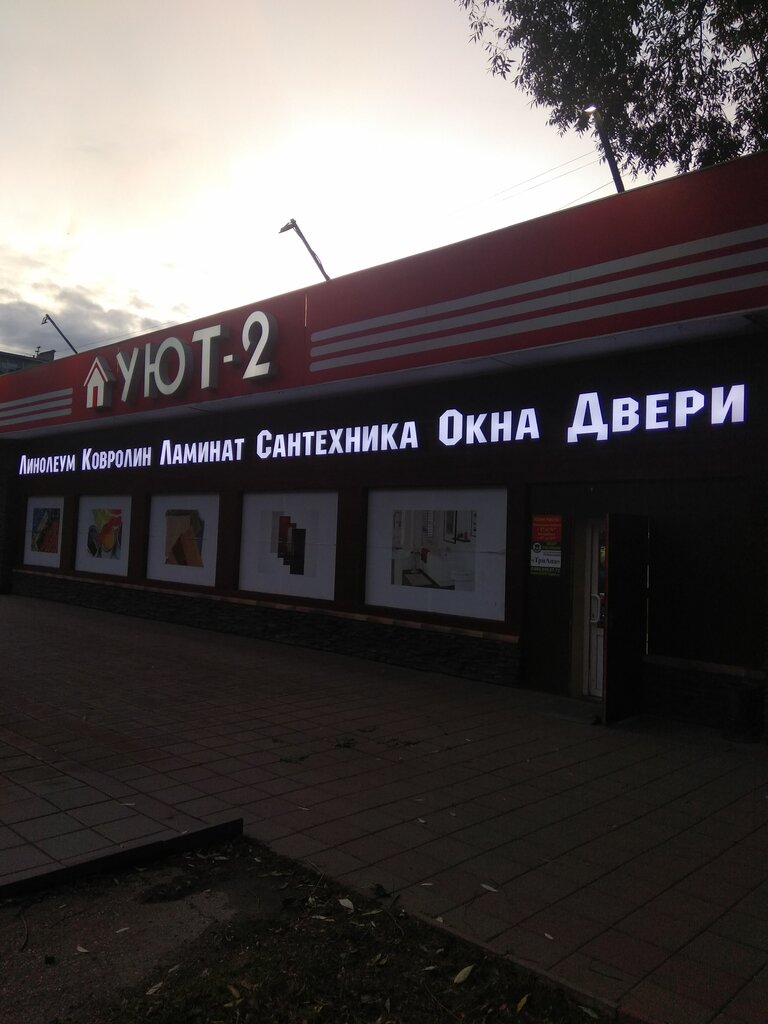 УЮТ-2
Линолеум Ковролин Ламинат Сантехника Окна Двери